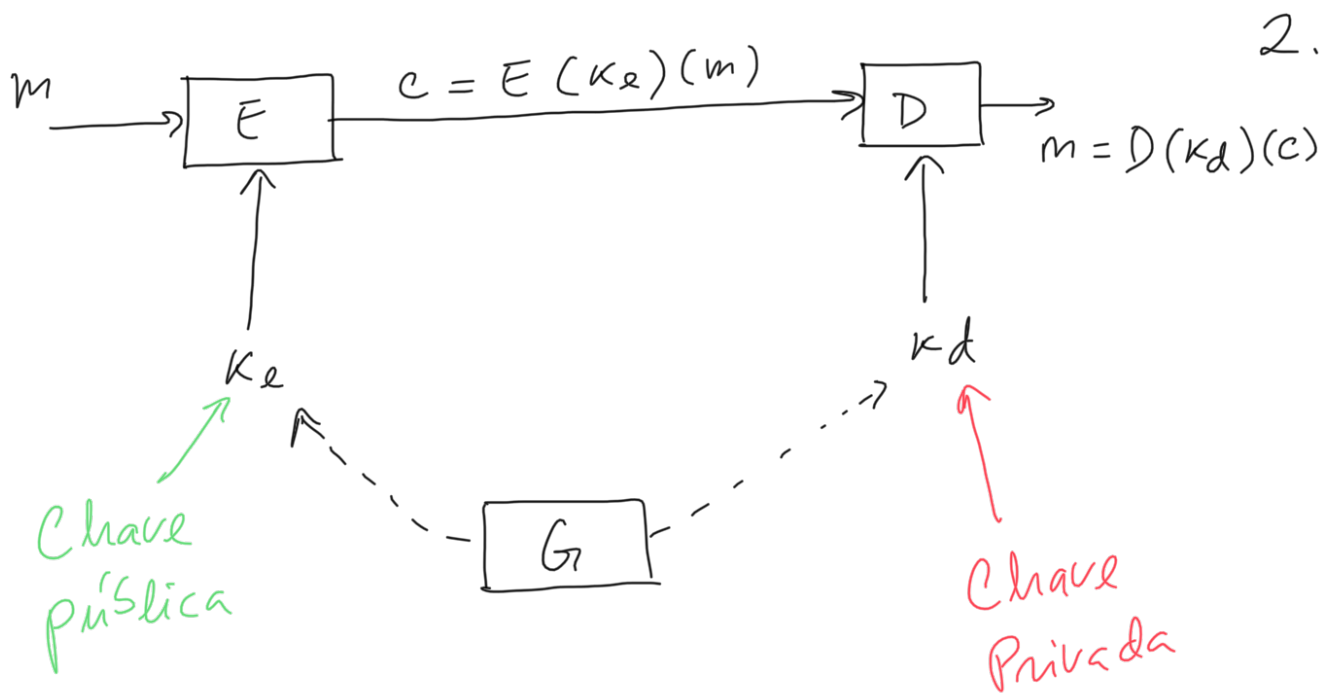 2.
m
E
c = E(ke)(m)
D
m = D(kd)(c)
ke
kd
G
Chave
pública
Chave
Privada